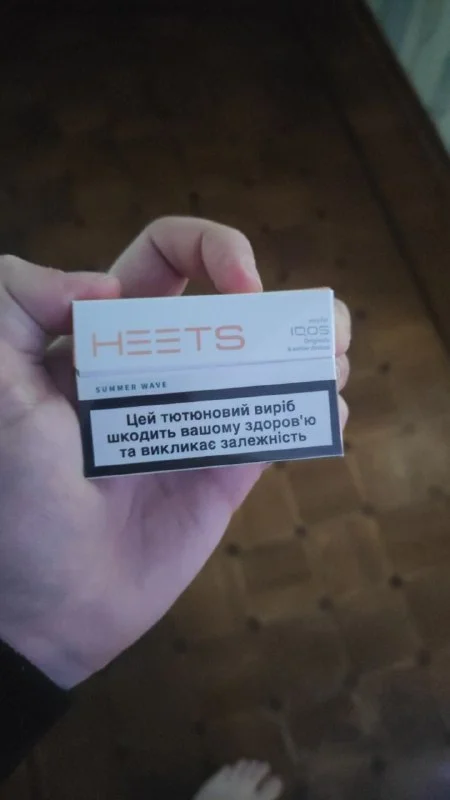 HEETS
IQOS
SUMMER WAVE
Цей тютюновий виріб
шкодить вашому здоров'ю
та викликає залежність